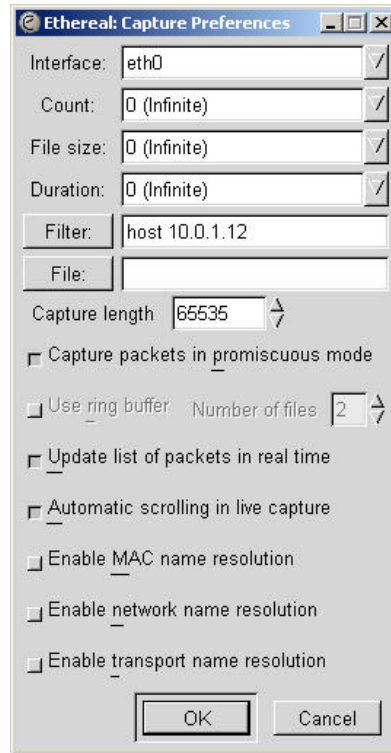 Ethereal: Capture Preferences
Interface: eth0
Count: 0 (Infinite)
File size: 0 (Infinite)
Duration: 0 (Infinite)
Filter: host 10.0.1.12
File:
Capture length 65535
Capture packets in promiscuous mode
Use ring buffer Number of files 2
Update list of packets in real time
Automatic scrolling in live capture
Enable MAC name resolution
Enable network name resolution
Enable transport name resolution
OK Cancel